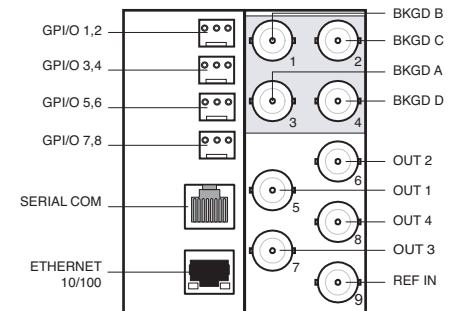 GPI/O 1,2
GPI/O 3,4
GPI/O 5,6
GPI/O 7,8
SERIAL COM
ETHERNET
10/100
1
2
3
4
5
6
7
8
9
BKGD B
BKGD C
BKGD A
BKGD D
OUT 2
OUT 1
OUT 4
OUT 3
REF IN